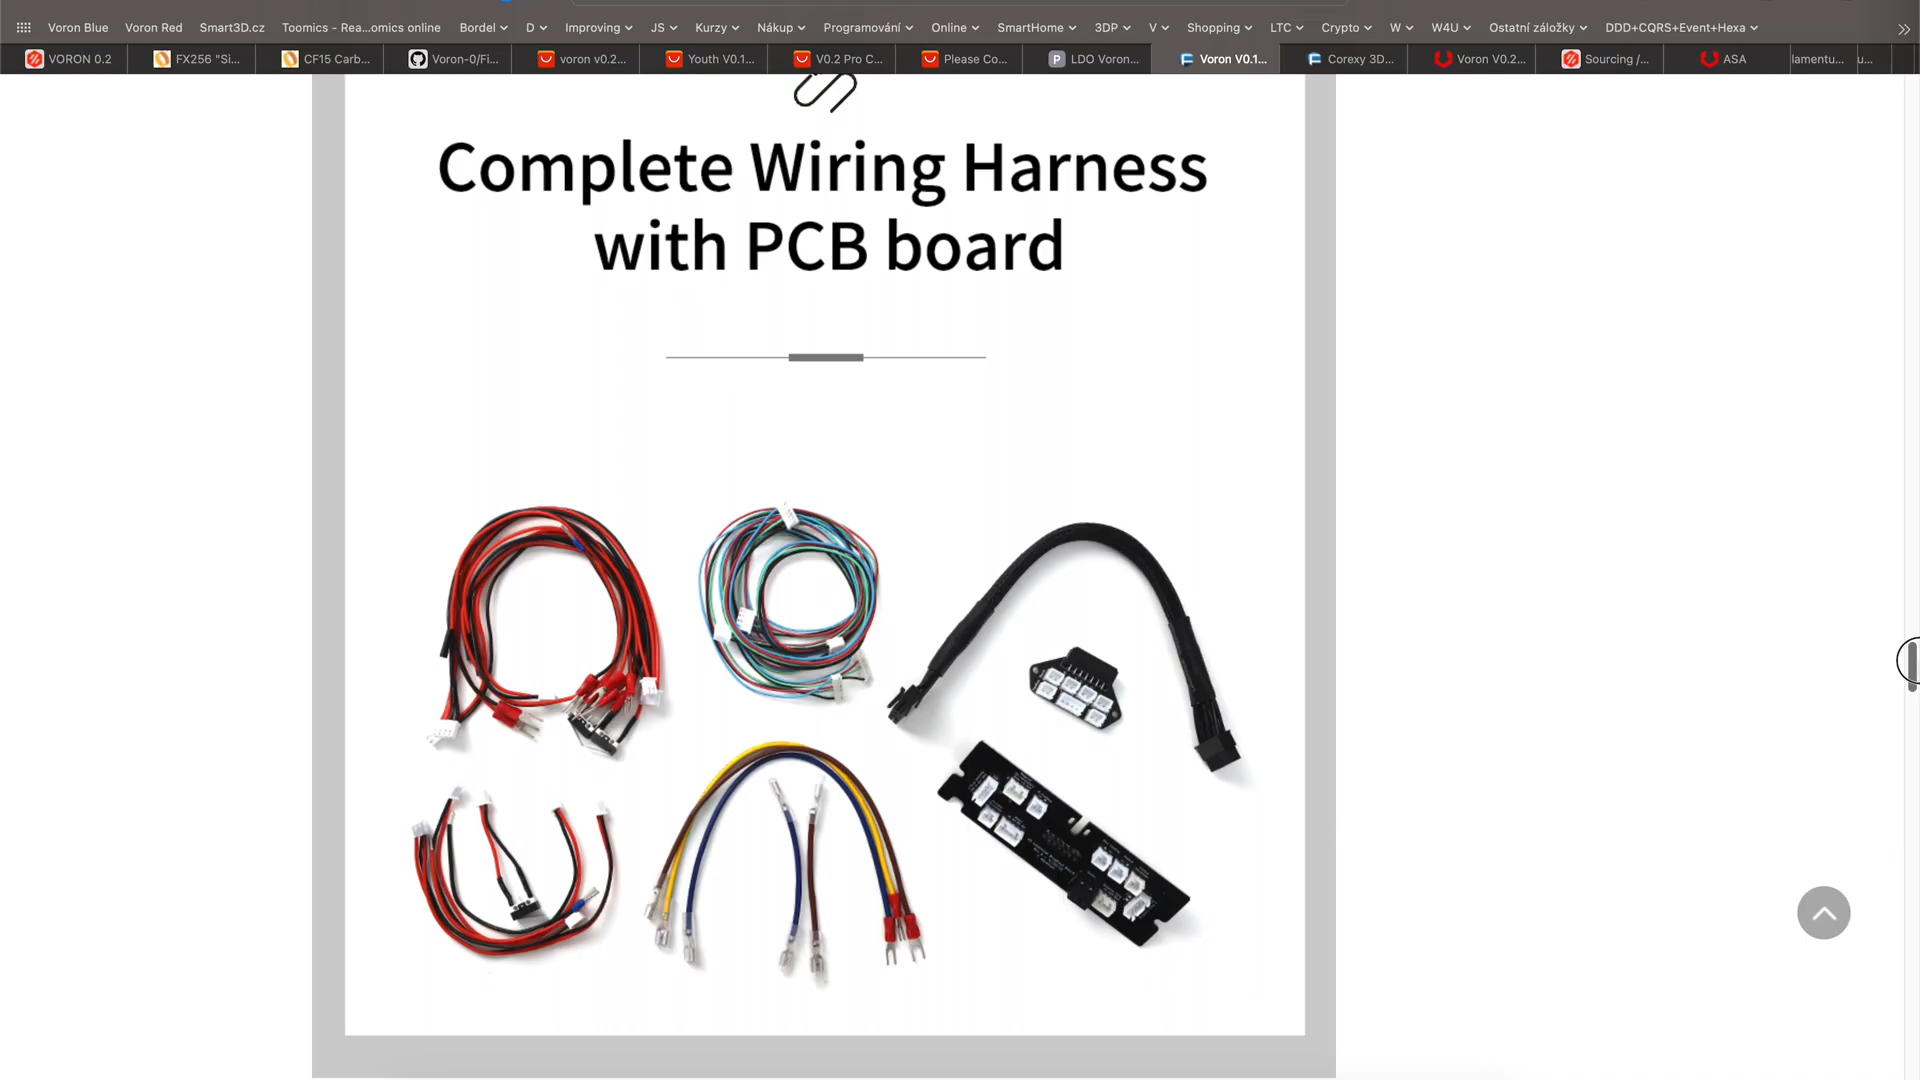 Voron Blue Voron Red Smart3D.cz Toomics - Rea...omics online Bordel D Improving JS Kurzy Nákup Programování Online SmartHome 3DP V Shopping LTC Crypto W W4U Ostatní záložky DDD+CQRS+Event+Hexa
VORON 0.2 FX256 "Si... CF15 Carb... Voron-0/Fi... voron v0.2... Youth V0.1... V0.2 Pro C... Please Co... LDO Voron... Voron V0.1... Corexy 3D... Voron V0.2... Sourcing /... ASA lamentu... u...
Complete Wiring Harness
with PCB board